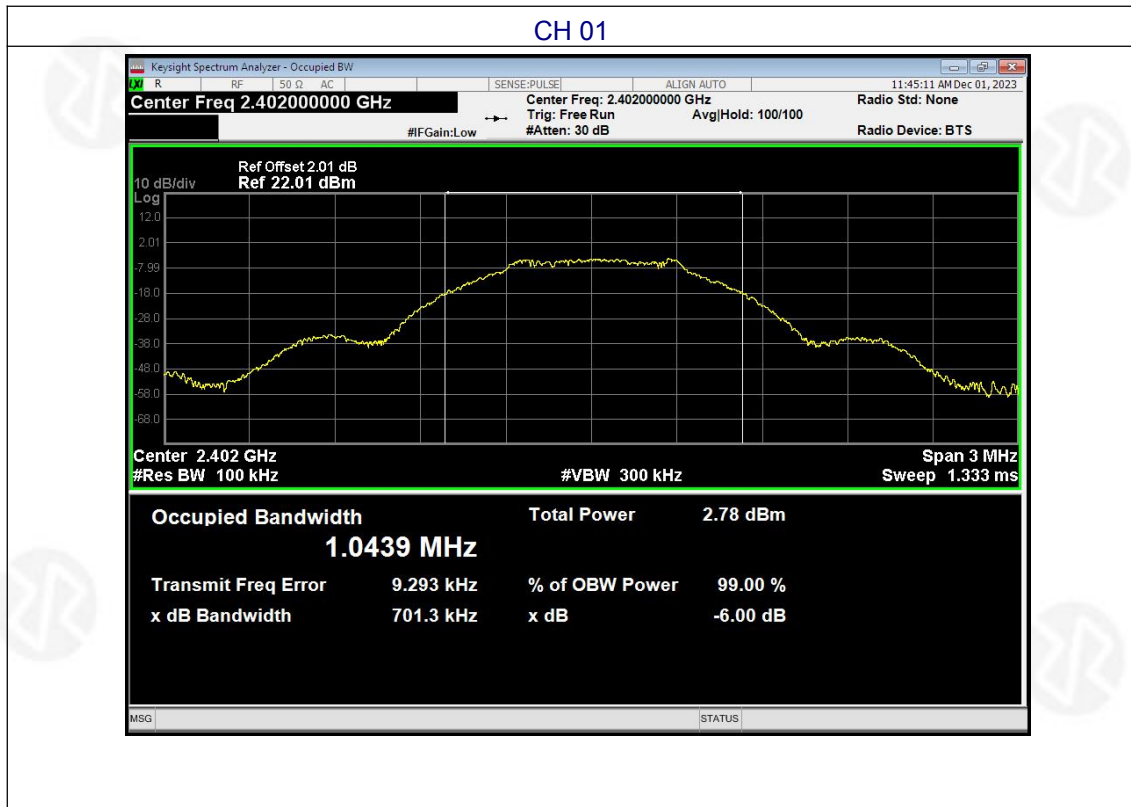 CH 01
Keysight Spectrum Analyzer - Occupied BW
LXI R RF 50 Ω AC SENSE:PULSE ALIGN AUTO 11:45:11 AM Dec 01, 2023
Center Freq 2.402000000 GHz Center Freq: 2.402000000 GHz Radio Std: None
Trig: Free Run Avg|Hold: 100/100
#IFGain:Low #Atten: 30 dB Radio Device: BTS
Ref Offset 2.01 dB
10 dB/div Ref 22.01 dBm
Log
12.0
2.01
-7.99
-18.0
-28.0
-38.0
-48.0
-58.0
-68.0
Center 2.402 GHz Span 3 MHz
#Res BW 100 kHz #VBW 300 kHz Sweep 1.333 ms
Occupied Bandwidth Total Power 2.78 dBm
1.0439 MHz
Transmit Freq Error 9.293 kHz % of OBW Power 99.00 %
x dB Bandwidth 701.3 kHz x dB -6.00 dB
MSG STATUS